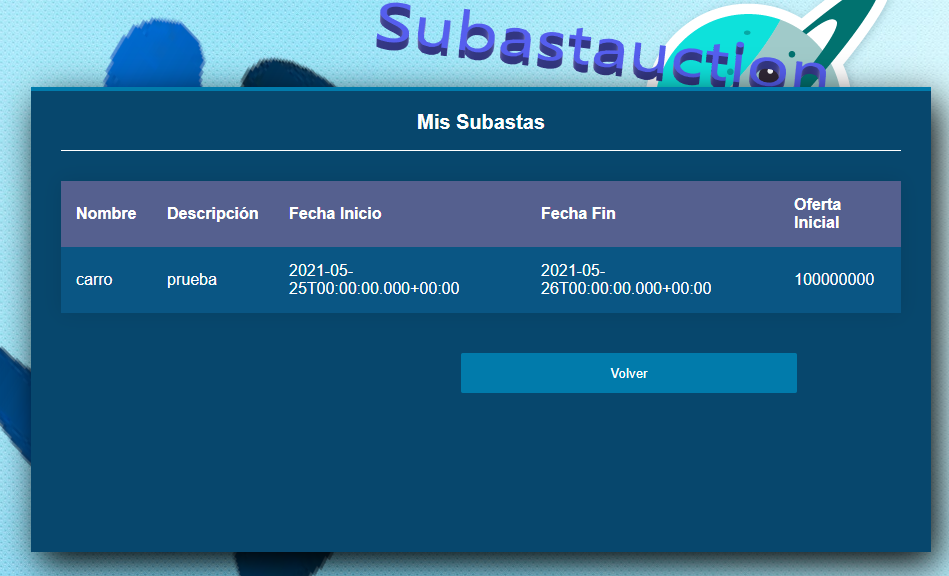 Subastauction
Mis Subastas
Nombre Descripción Fecha Inicio Fecha Fin Oferta
Inicial
carro prueba 2021-05-
25T00:00:00.000+00:00 2021-05-
26T00:00:00.000+00:00 100000000
Volver